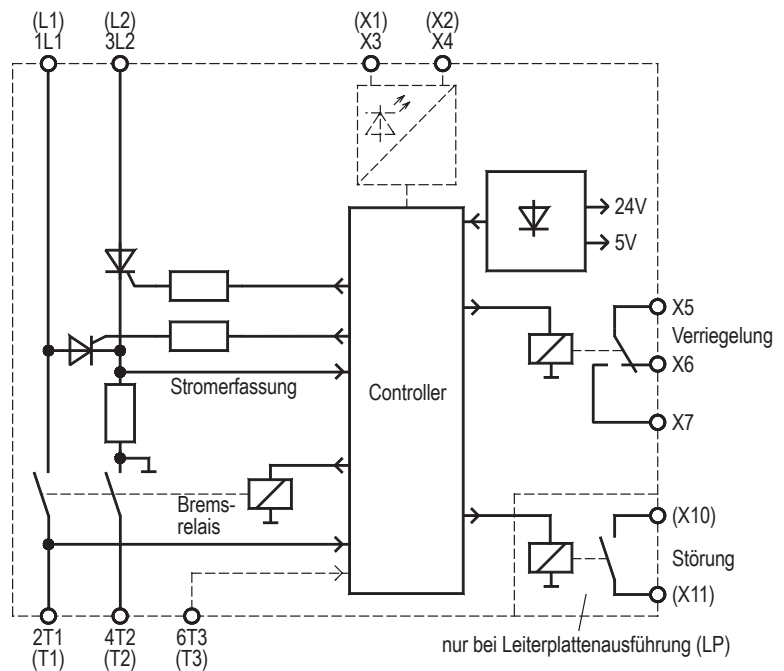 (L1) (L2) (X1) (X2)
1L1 3L2 X3 X4
24V
5V
X5
Verriegelung
X6
Stromerfassung
Controller
X7
Brems-
relais
(X10)
Störung
(X11)
2T1 4T2 6T3
(T1) (T2) (T3)
nur bei Leiterplattenausführung (LP)